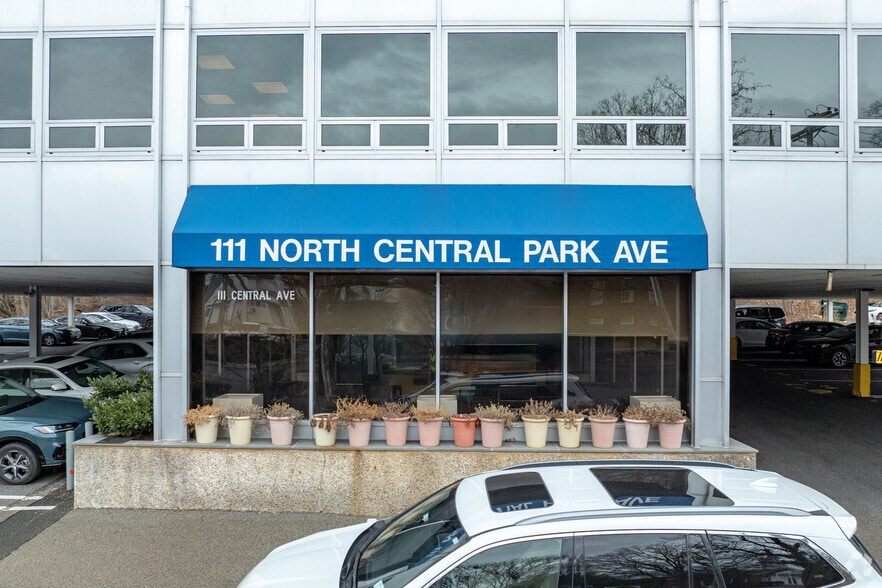 111 NORTH CENTRAL PARK AVE
111 CENTRAL AVE